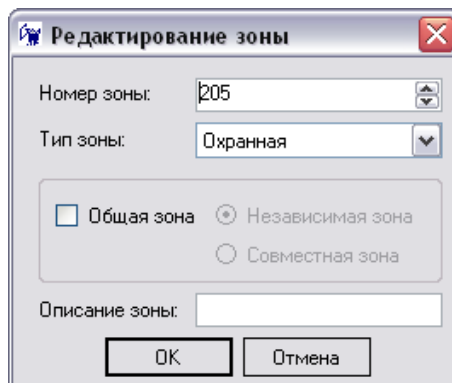 Редактирование зоны
Номер зоны: 205
Тип зоны: Охранная
Общая зона Независимая зона
Совместная зона
Описание зоны:
OK Отмена